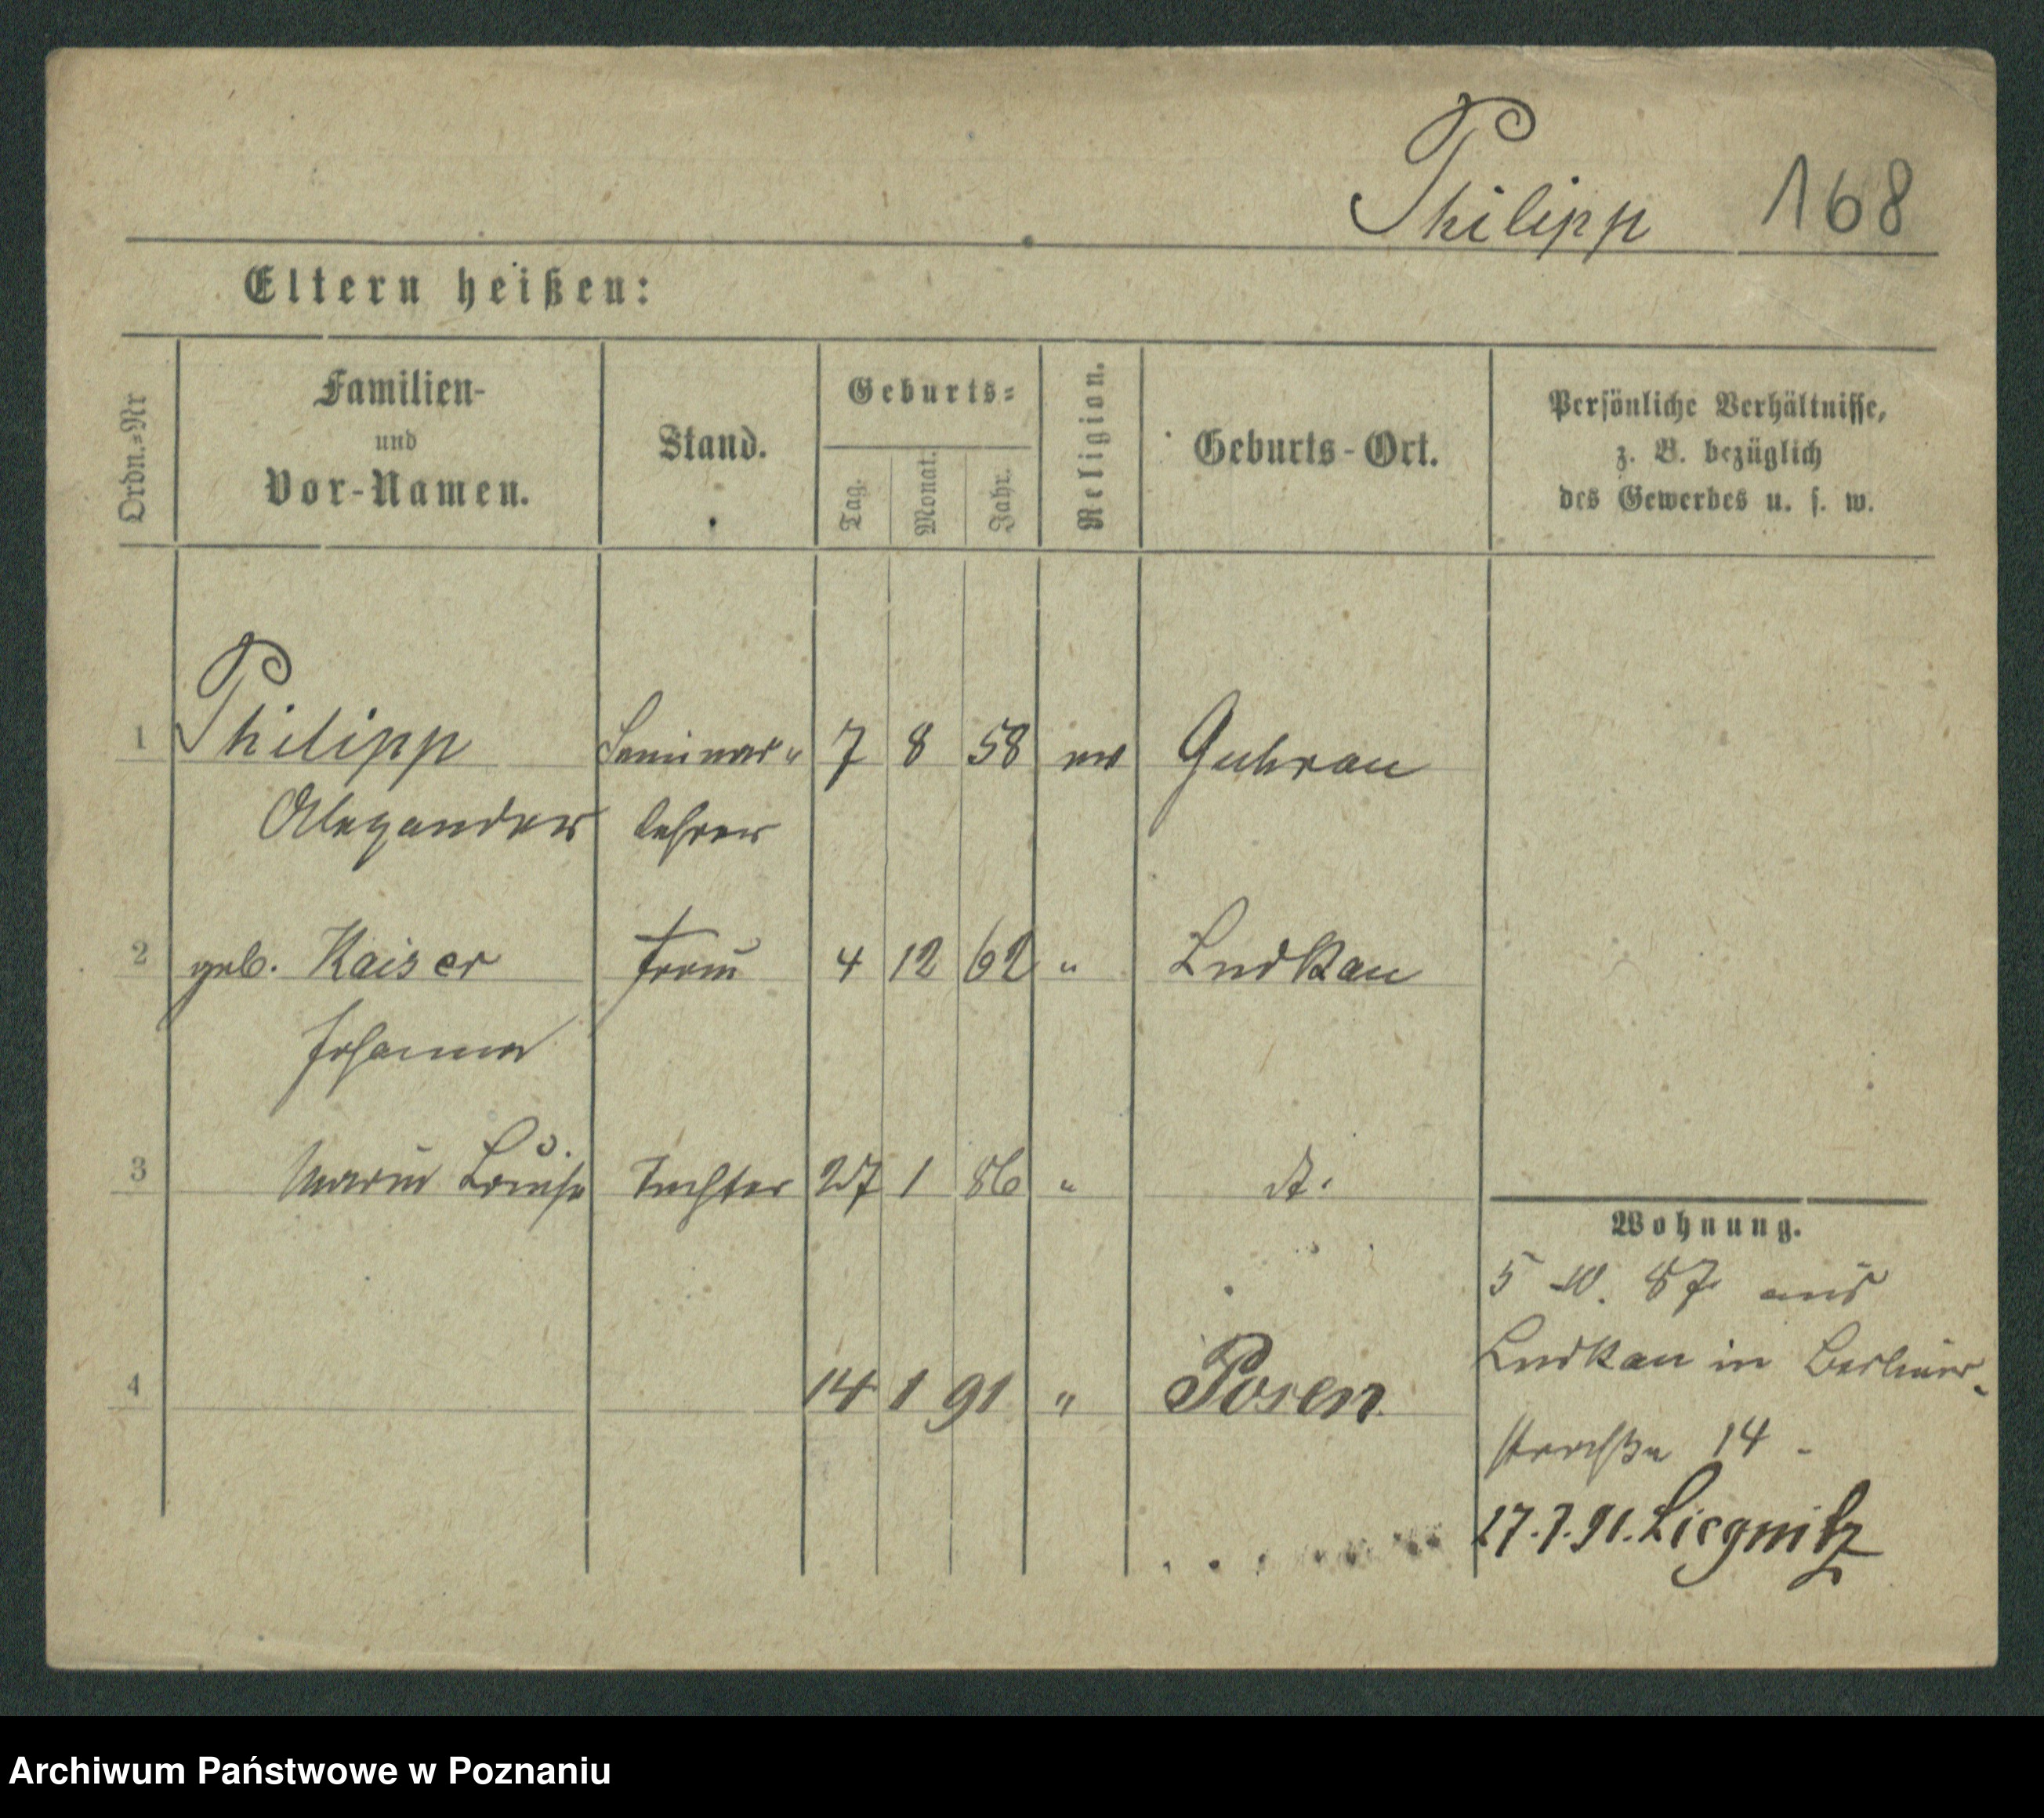 Philipp 168
Eltern heißen:
Ordn.=Nr
Familien-
und
Vor-Namen.
Stand.
Geburts=
Tag.
Monat.
Jahr.
Religion.
Geburts-Ort.
Persönliche Verhältnisse,
z. B. bezüglich
des Gewerbes u. s. w.
1 Philipp Seminar- 7 8 58 ev Guhrau
Alexander lehrer
2 geb. Kaiser Frau 4 12 62 " Luckau
Johanna
3 Marie Louise Tochter 27 1 86 "
Wohnung.
5 10. 87 aus
Luckau in Berliner-
straße 14
4 14 1 91 " Posen
17.7.91. Liegnitz
Archiwum Państwowe w Poznaniu